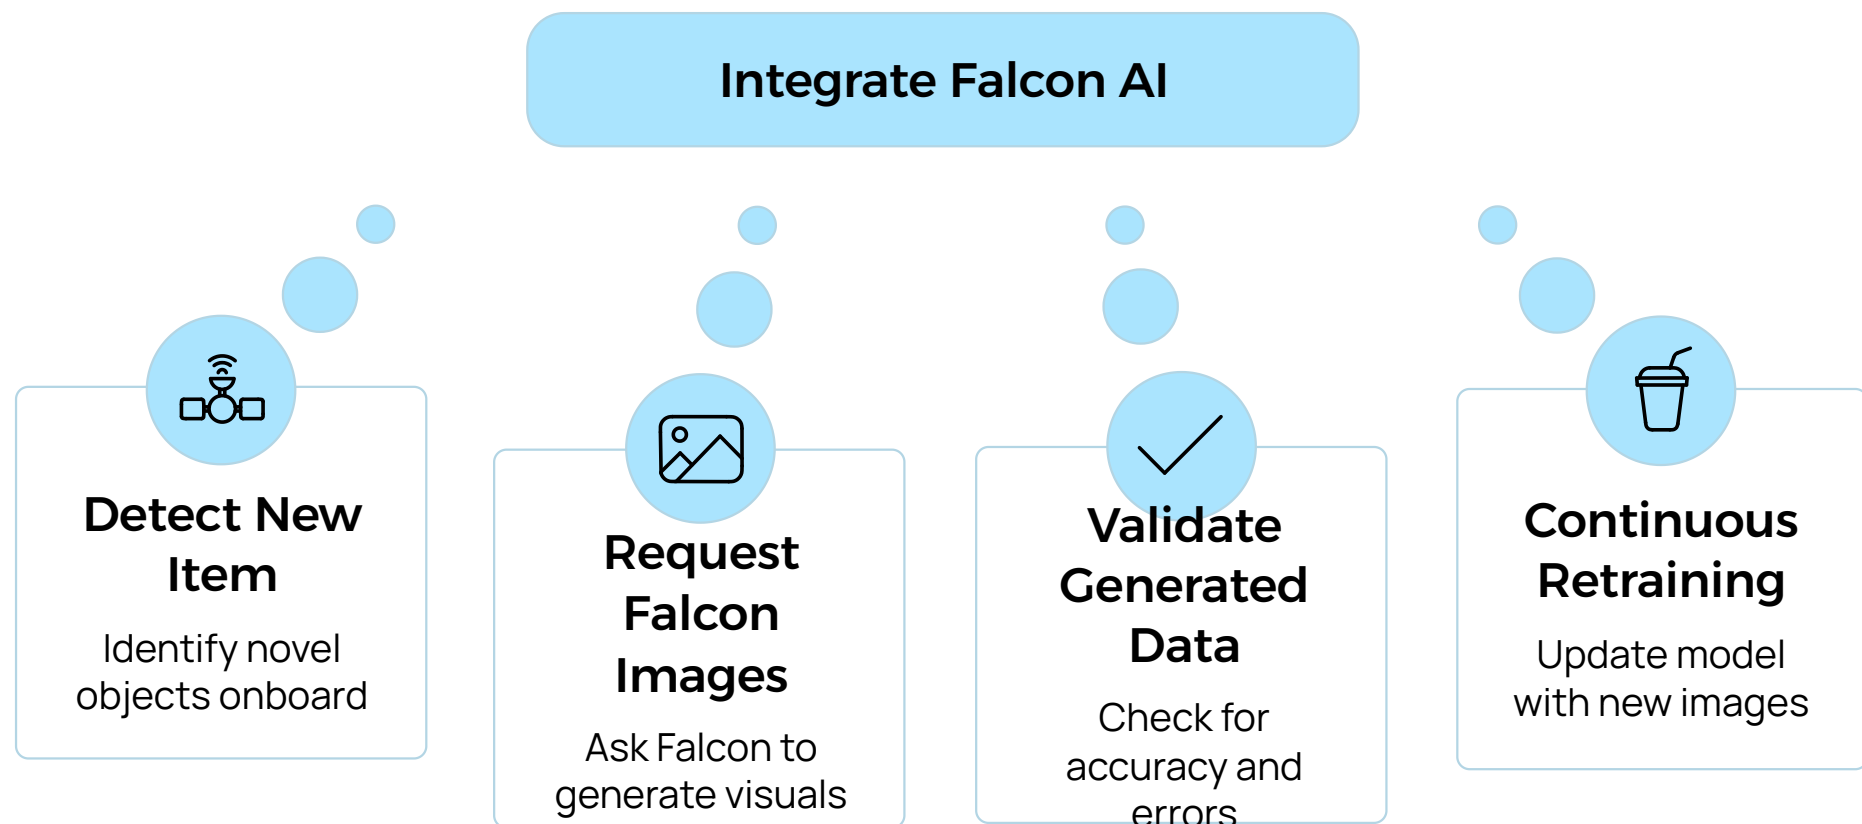 Integrate Falcon AI
Detect New
Item
Identify novel
objects onboard
Request
Falcon
Images
Ask Falcon to
generate visuals
Validate
Generated
Data
Check for
accuracy and
errors
Continuous
Retraining
Update model
with new images